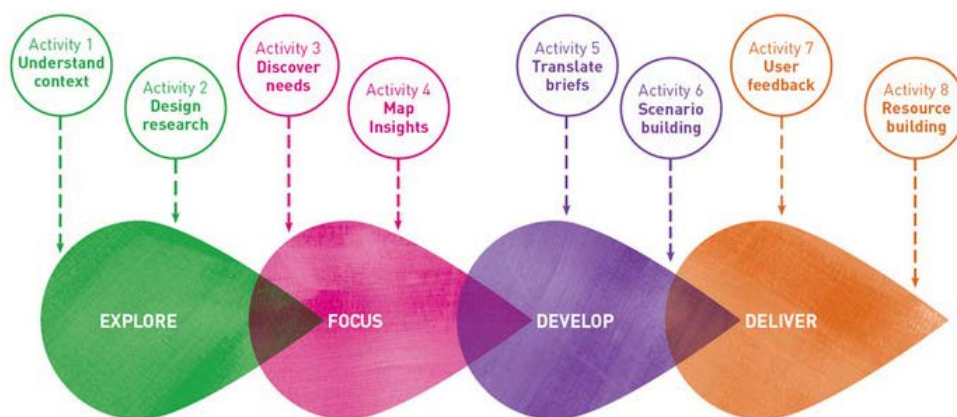 Activity 1
Understand
context
Activity 2
Design
research
Activity 3
Discover
needs
Activity 4
Map
Insights
Activity 5
Translate
briefs
Activity 6
Scenario
building
Activity 7
User
feedback
Activity 8
Resource
building
EXPLORE
FOCUS
DEVELOP
DELIVER